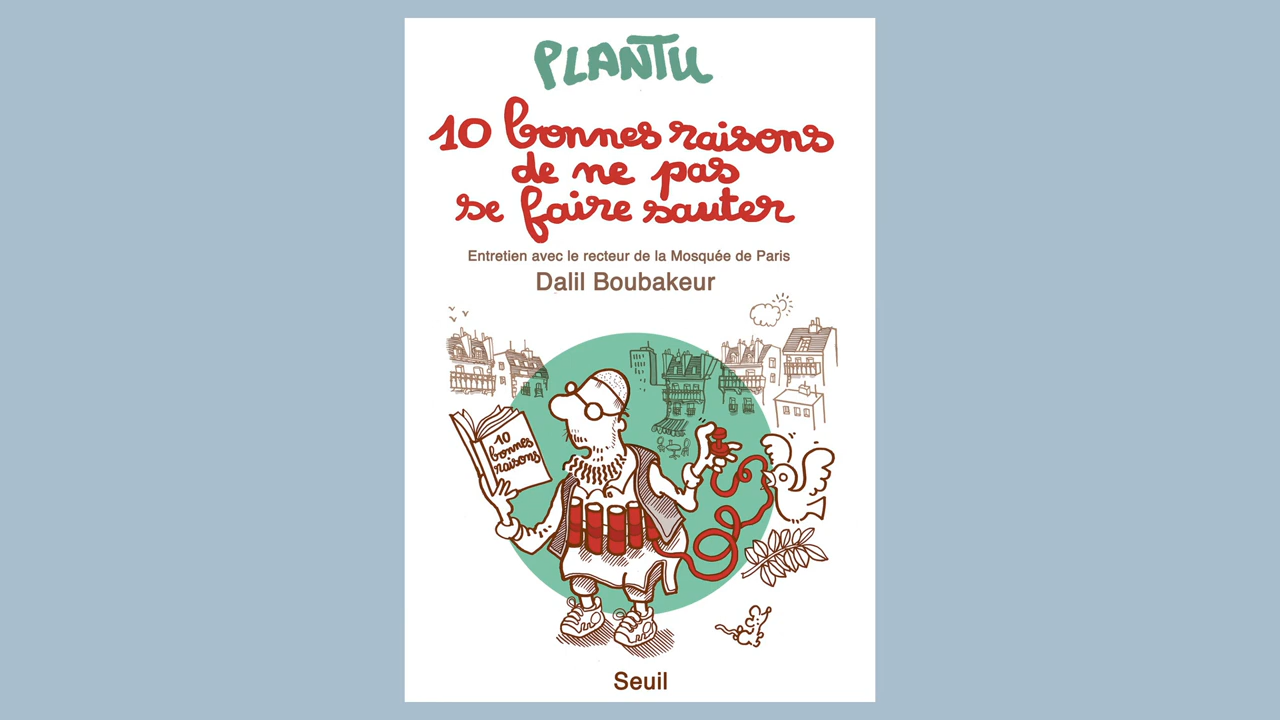 PLANTU
10 bonnes raisons
de ne pas
se faire sauter
Entretien avec le recteur de la Mosquée de Paris
Dalil Boubakeur
10
bonnes
raisons
Seuil